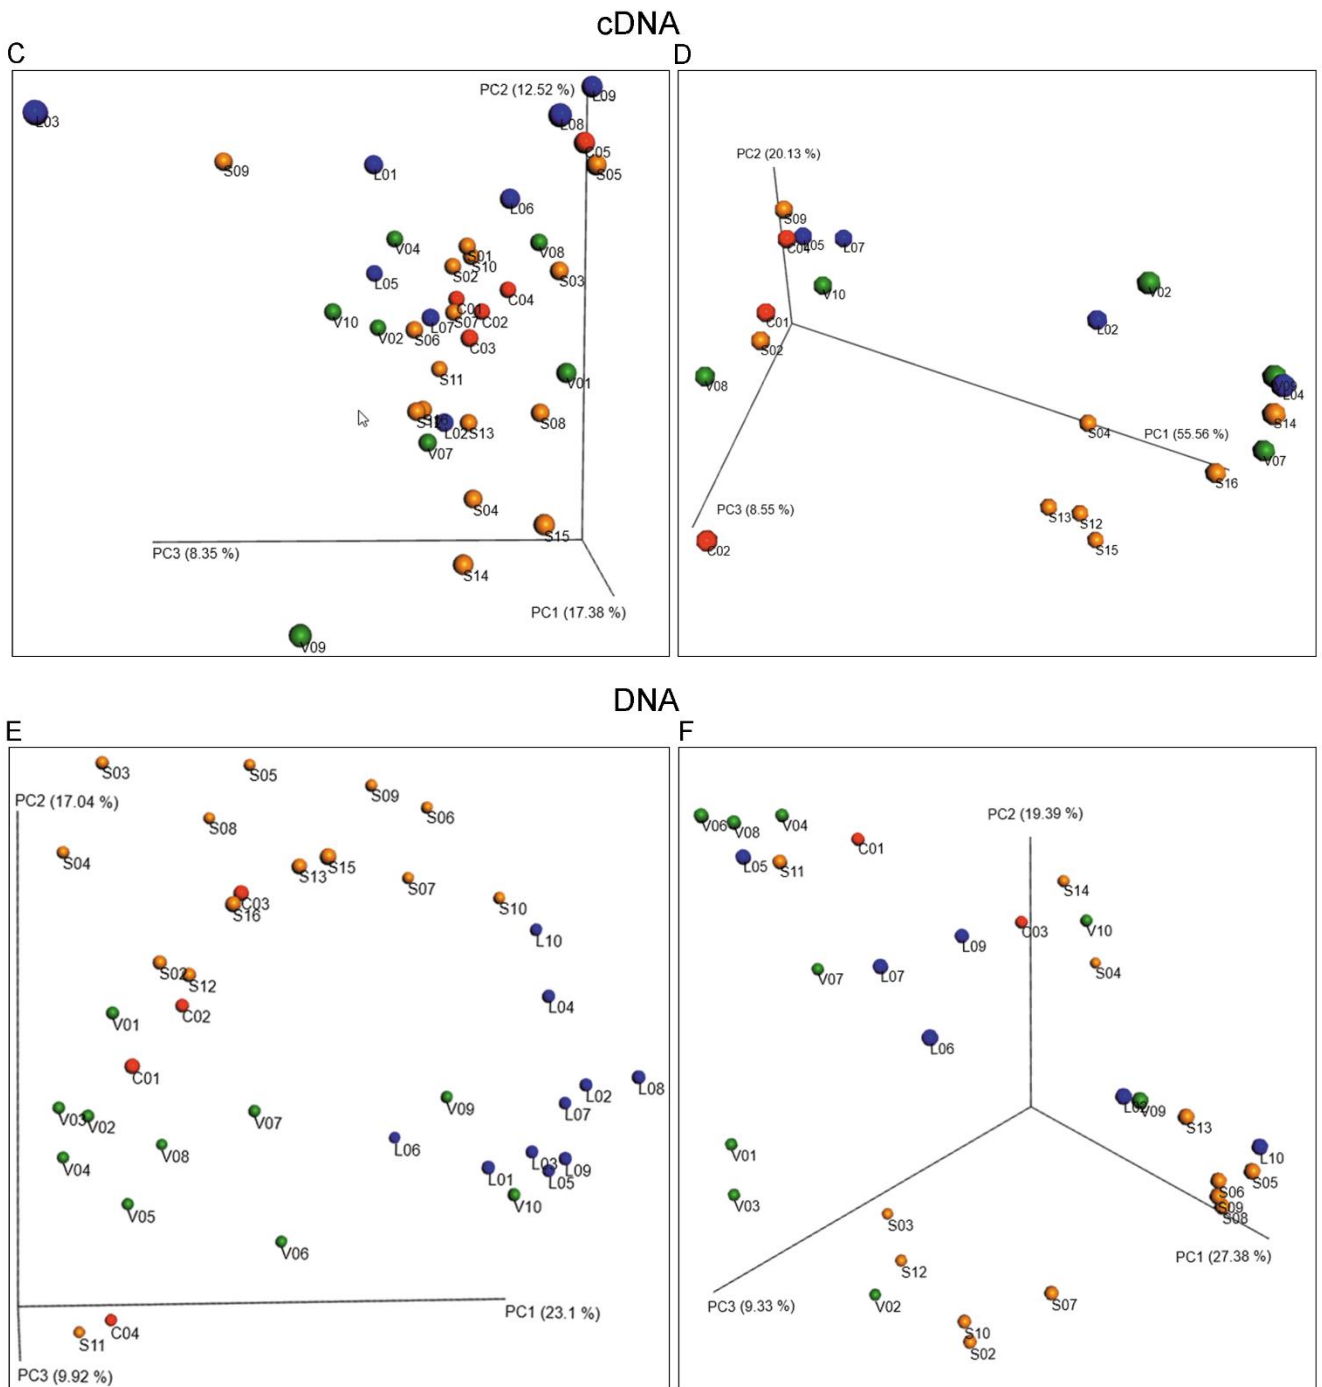 cDNA
C
D
PC2 (12.52 %)
L09
L03
L08
C05
S09
L01
S05
L06
V04
S01
V08
S10
S02
L05
S03
C04
C01
V10
L07
S07
C02
V02
S06
C03
S11
V01
S12
L02
S13
S08
V07
S04
S15
PC3 (8.35 %)
S14
PC1 (17.38 %)
V09
PC2 (20.13 %)
S09
C04
L05
L07
V10
V02
C01
L02
S02
V08
V09
L04
S14
S04
PC1 (55.56 %)
V07
S16
PC3 (8.55 %)
S13
S12
C02
S15
DNA
E
F
S03
S05
PC2 (17.04 %)
S09
S06
S08
S04
S15
S13
S07
C03
S16
S10
L10
S02
S12
L04
C02
V01
C01
L08
L02
V03
V02
V07
V09
L07
V08
L06
V04
L03
L09
L01
L05
V10
V05
V06
PC1 (23.1 %)
C04
S11
PC3 (9.92 %)
PC2 (19.39 %)
V06
V08
V04
C01
L05
S11
S14
C03
V10
L09
S04
V07
L07
L06
L02
V09
S13
V01
L10
S05
S06
V03
S09
S08
S03
PC1 (27.38 %)
S12
PC3 (9.33 %)
V02
S07
S10
S02